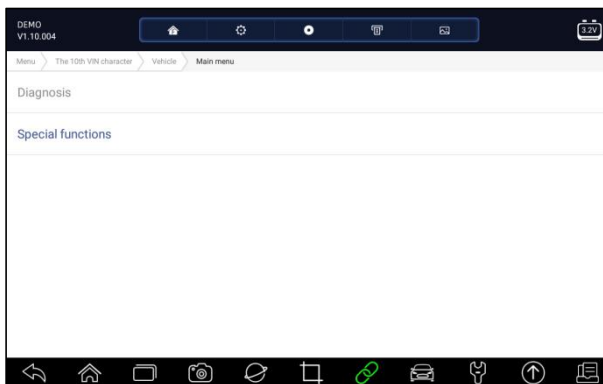 DEMO
V1.10.004
3.2V
Menu The 10th VIN character Vehicle Main menu
Diagnosis
Special functions